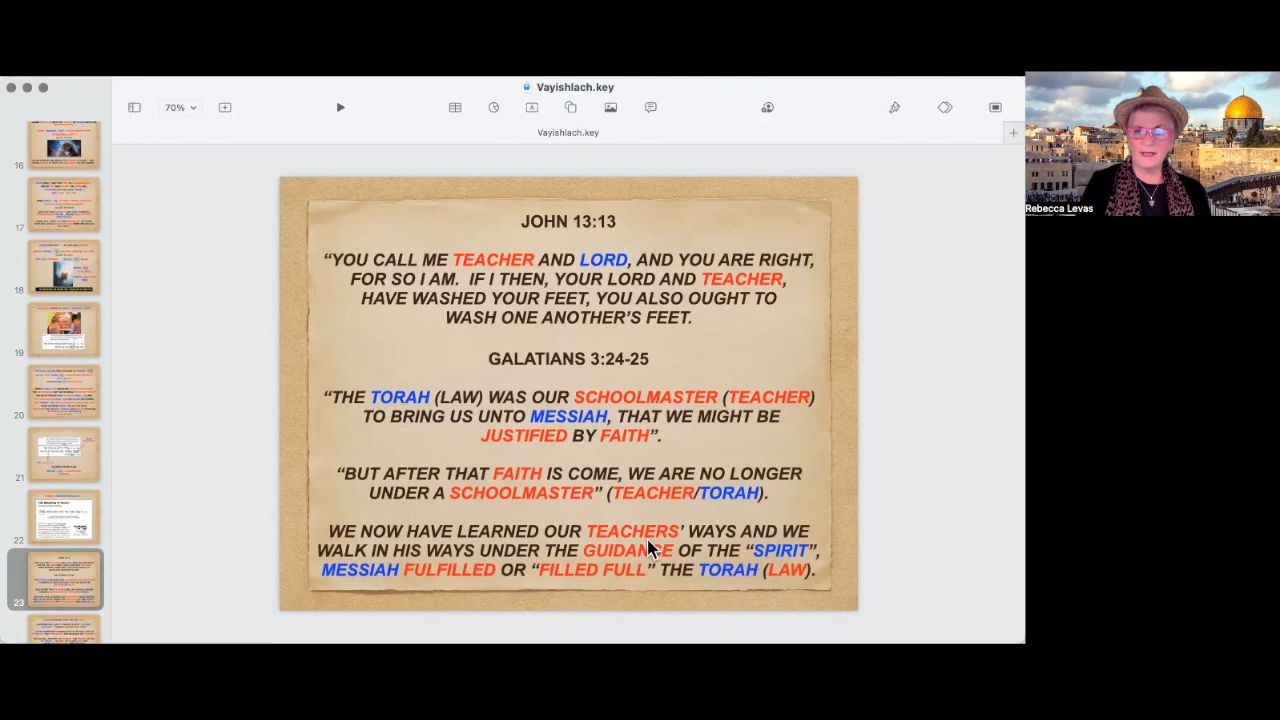 Vayishlach.key
70%
Vayishlach.key
16
17
18
19
20
21
22
23
JOHN 13:13
“YOU CALL ME TEACHER AND LORD, AND YOU ARE RIGHT,
FOR SO I AM. IF I THEN, YOUR LORD AND TEACHER,
HAVE WASHED YOUR FEET, YOU ALSO OUGHT TO
WASH ONE ANOTHER’S FEET.
GALATIANS 3:24-25
“THE TORAH (LAW) WAS OUR SCHOOLMASTER (TEACHER)
TO BRING US UNTO MESSIAH, THAT WE MIGHT BE
JUSTIFIED BY FAITH”.
“BUT AFTER THAT FAITH IS COME, WE ARE NO LONGER
UNDER A SCHOOLMASTER” (TEACHER/TORAH).
WE NOW HAVE LEARNED OUR TEACHERS’ WAYS AND WE
WALK IN HIS WAYS UNDER THE GUIDANCE OF THE “SPIRIT”,
MESSIAH FULFILLED OR “FILLED FULL” THE TORAH (LAW).
Rebecca Levas